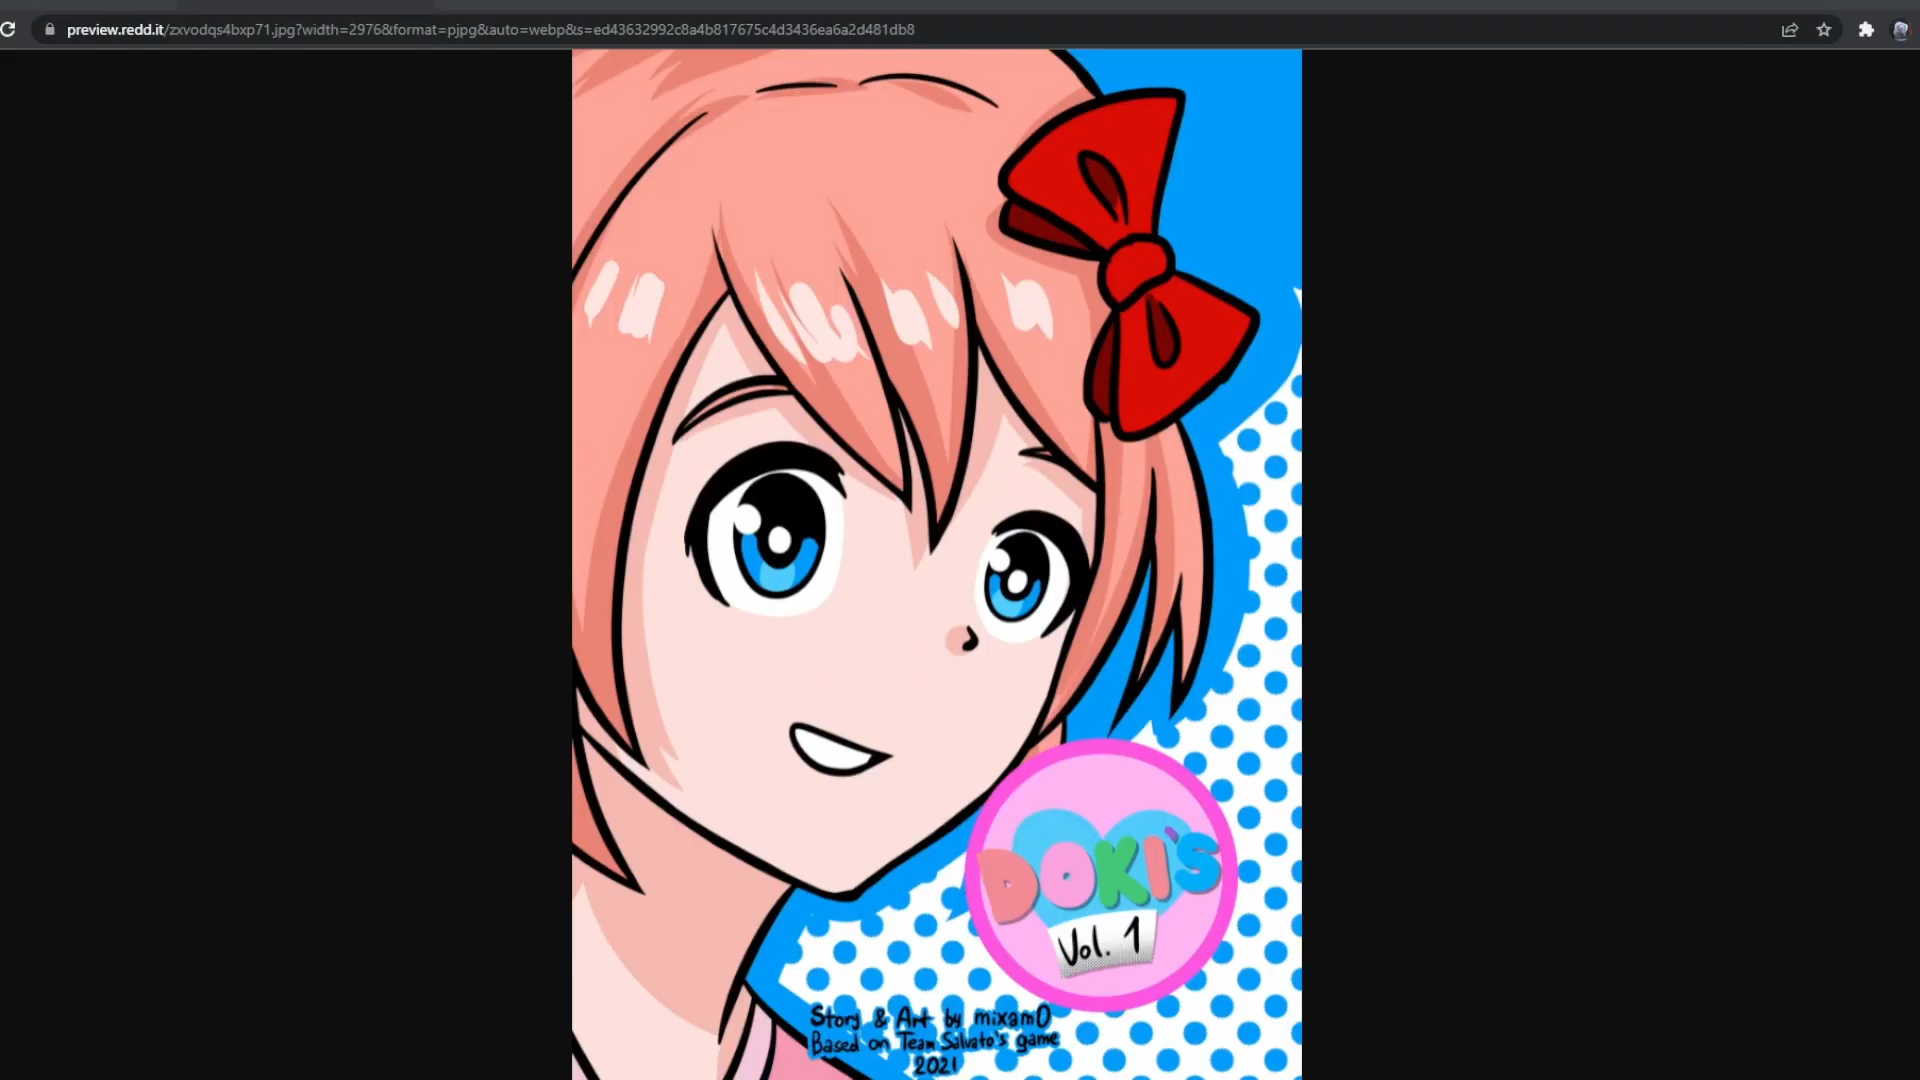 preview.redd.it/zxvodqs4bxp71.jpg?width=2976&format=pjpg&auto=webp&s=ed43632992c8a4b817675c4d3436ea6a2d481db8
DOKI'S
Vol. 1
Story & Art by mixam0
Based on Team Salvato's game
2021